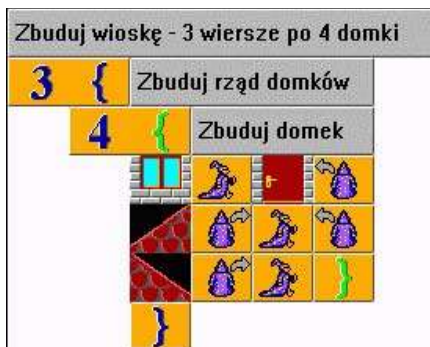 Zbuduj wioskę - 3 wiersze po 4 domki
3 { Zbuduj rząd domków
4 { Zbuduj domek
}
}